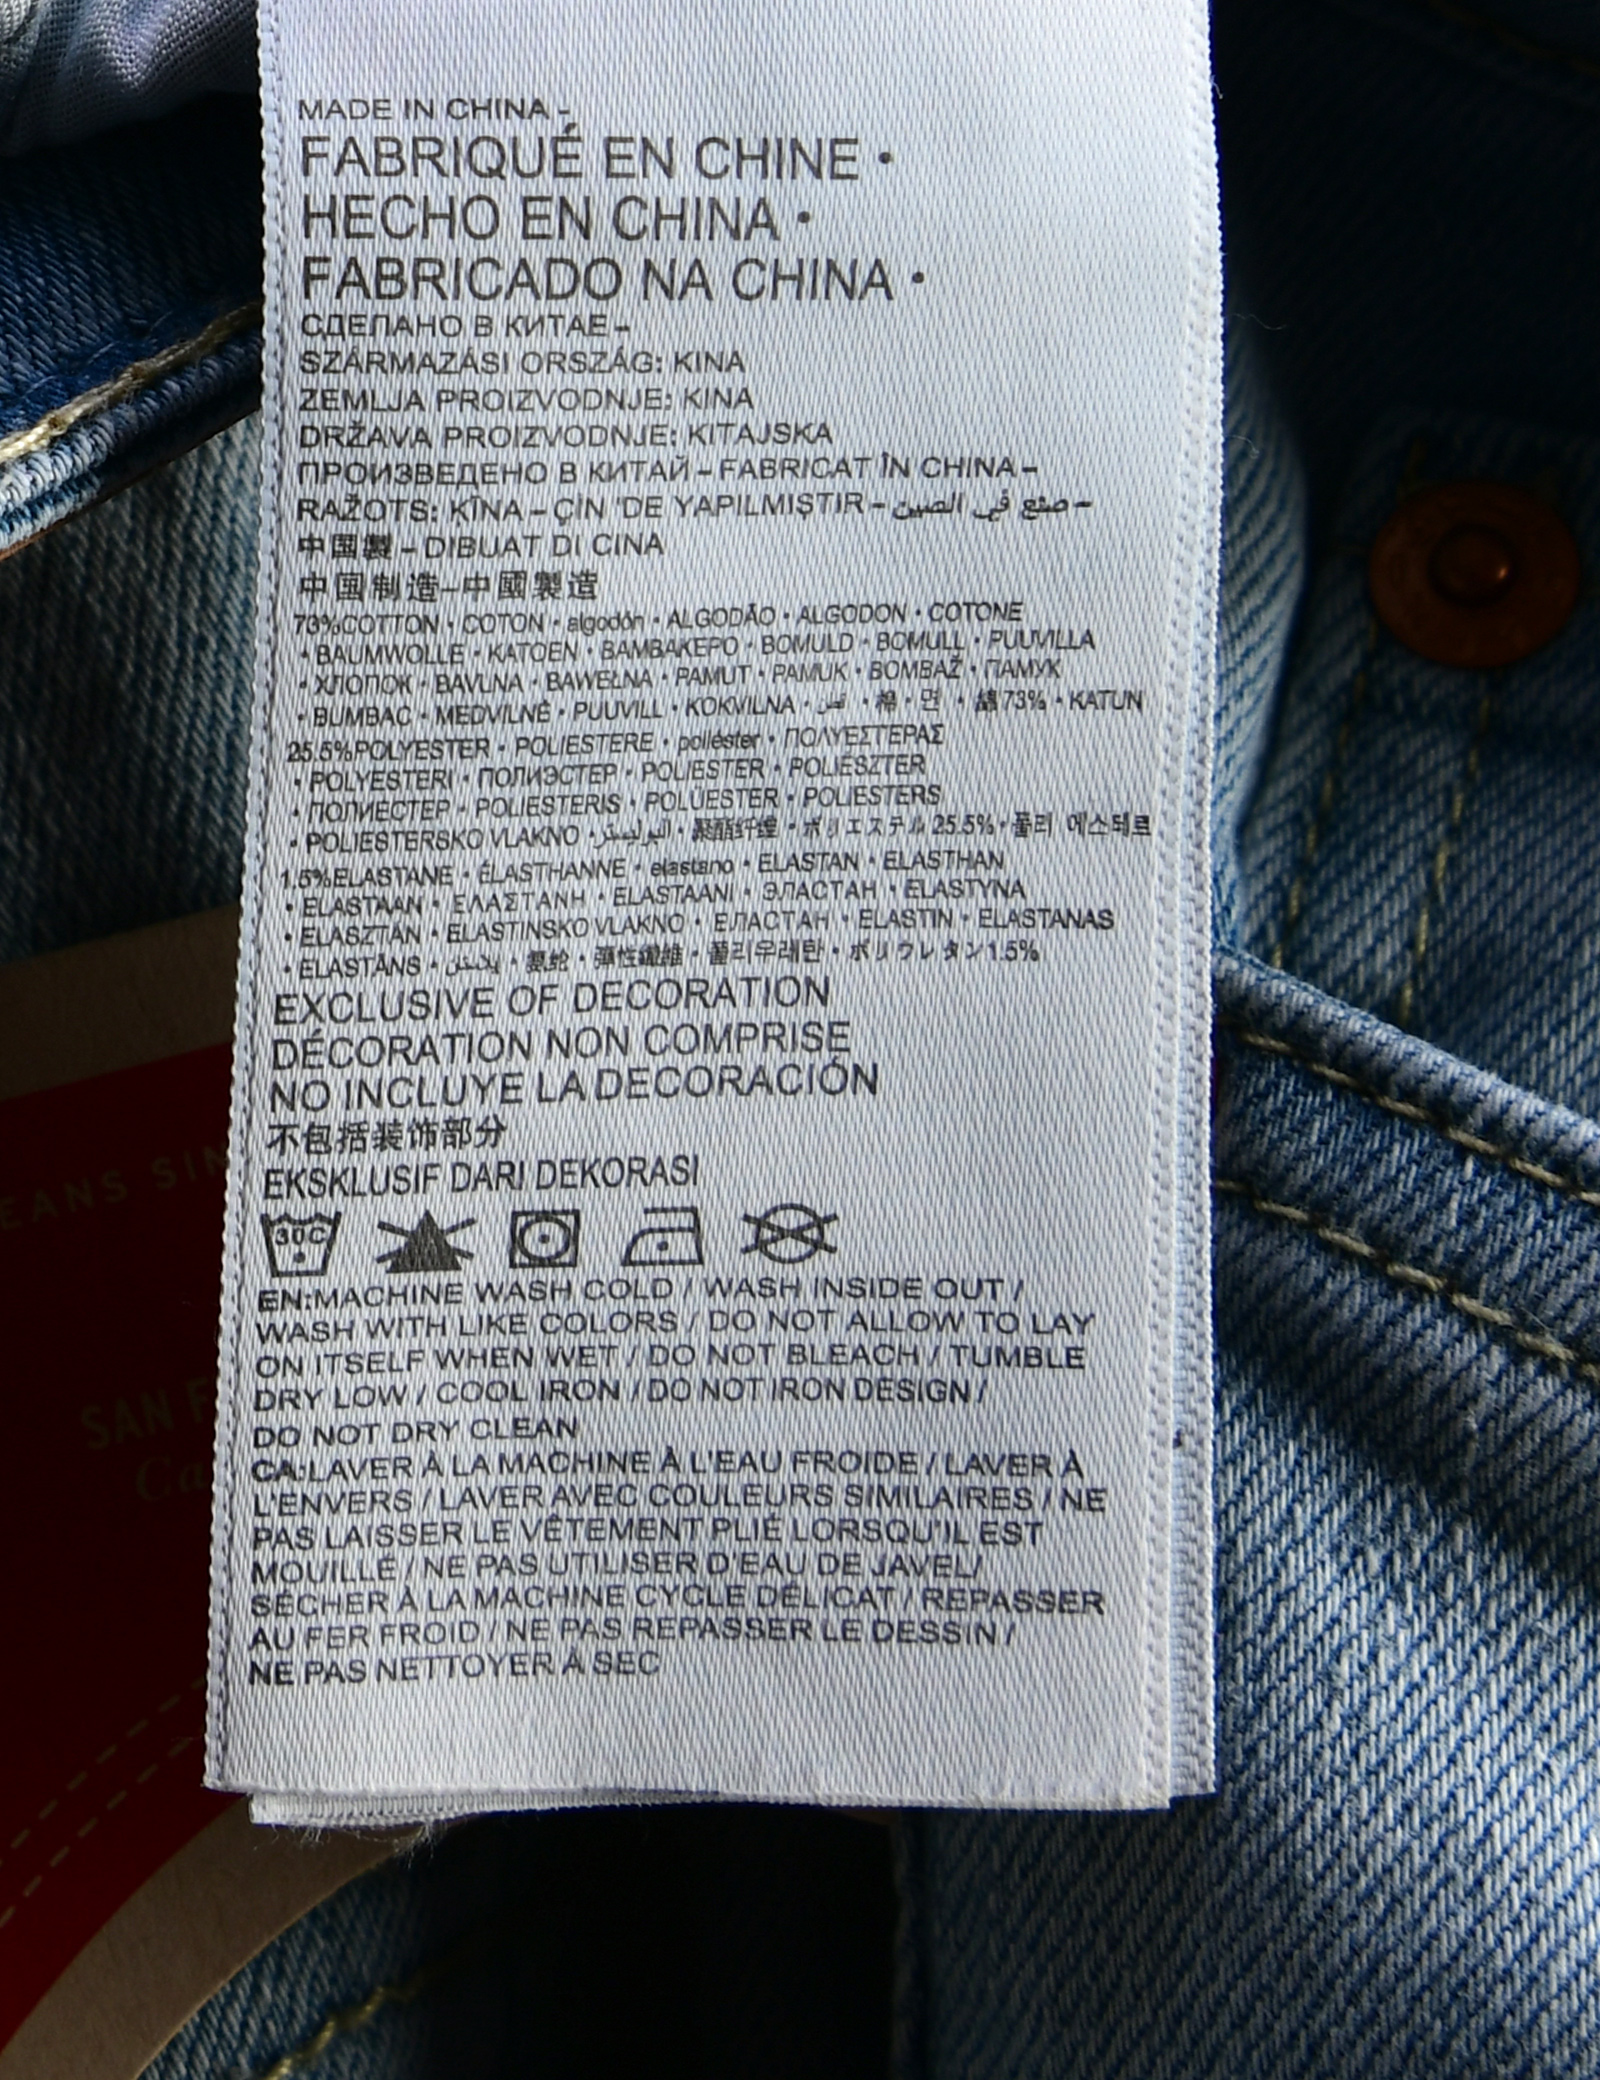 MADE IN CHINA -
FABRIQUÉ EN CHINE •
HECHO EN CHINA •
FABRICADO NA CHINA •
СДЕЛАНО В КИТАЕ –
SZÁRMAZÁSI ORSZÁG: KINA
ZEMLJA PROIZVODNJE: KINA
DRŽAVA PROIZVODNJE: KITAJSKA
ПРОИЗВЕДЕНО В КИТАЙ – FABRICAT ÎN CHINA –
RAŽOTS: ĶĪNA – ÇİN 'DE YAPILMIŞTIR – صنع في الصين –
中国製 – DIBUAT DI CINA
中国制造–中國製造
73%COTTON • COTON • algodón • ALGODÃO • ALGODON • COTONE
• BAUMWOLLE • KATOEN • ΒΑΜΒΑΚΕΡΟ • BOMULD • BOMULL • PUUVILLA
• ХЛОПОК • BAVLNA • BAWEŁNA • PAMUT • PAMUK • BOMBAŽ • ПАМУК
• BUMBAC • MEDVILNĖ • PUUVILL • KOKVILNA • • 棉 • 면 • 綿73% • KATUN
25.5%POLYESTER • POLIESTERE • poliéster • ΠΟΛΥΕΣΤΕΡΑΣ
• POLYESTERI • ПОЛИЭСТЕР • POLIESTER • POLIÉSZTER
• ПОЛИЕСТЕР • POLIESTERIS • POLÜESTER • POLIESTERS
• POLIESTERSKO VLAKNO • البوليستر • 聚酯纤维 • ポリエステル 25.5% • 폴리 에스테르
1.5%ELASTANE • ÉLASTHANNE • elastano • ELASTAN • ELASTHAN
• ELASTAAN • ΕΛΑΣΤΑΝΗ • ELASTAANI • ЭЛАСТАН • ELASTYNA
• ELASZTÁN • ELASTINSKO VLAKNO • ЕЛАСТАН • ELASTIN • ELASTANAS
• ELASTĀNS • • 氨纶 • 彈性纖維 • 폴리우레탄 • ポリウレタン1.5%
EXCLUSIVE OF DECORATION
DÉCORATION NON COMPRISE
NO INCLUYE LA DECORACIÓN
不包括装饰部分
EKSKLUSIF DARI DEKORASI
30C
EN:MACHINE WASH COLD / WASH INSIDE OUT /
WASH WITH LIKE COLORS / DO NOT ALLOW TO LAY
ON ITSELF WHEN WET / DO NOT BLEACH / TUMBLE
DRY LOW / COOL IRON / DO NOT IRON DESIGN /
DO NOT DRY CLEAN
CA:LAVER À LA MACHINE À L'EAU FROIDE / LAVER À
L'ENVERS / LAVER AVEC COULEURS SIMILAIRES / NE
PAS LAISSER LE VÊTEMENT PLIÉ LORSQU'IL EST
MOUILLÉ / NE PAS UTILISER D'EAU DE JAVEL/
SÉCHER À LA MACHINE CYCLE DÉLICAT / REPASSER
AU FER FROID / NE PAS REPASSER LE DESSIN /
NE PAS NETTOYER À SEC
EANS SIN
SAN F
Ca